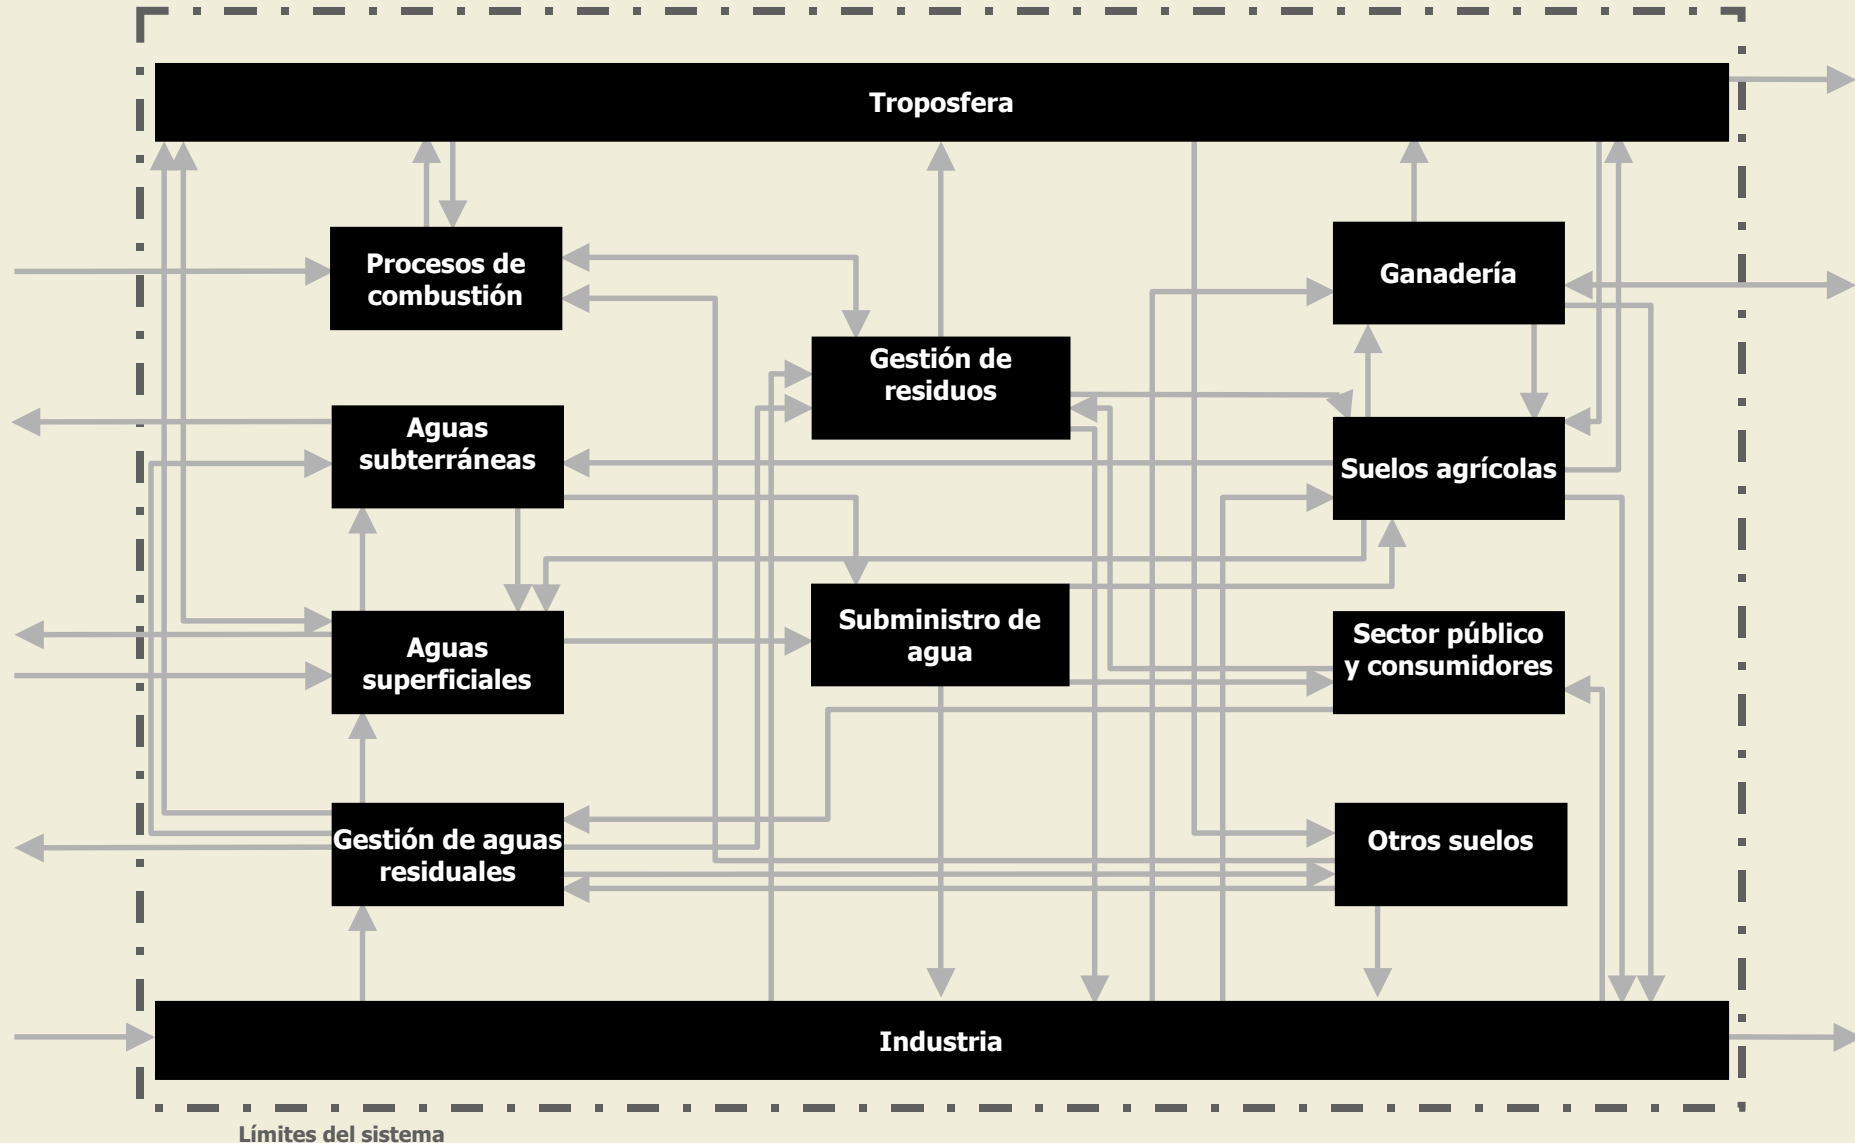 Troposfera
Procesos de
combustión
Ganadería
Gestión de
residuos
Aguas
subterráneas
Suelos agrícolas
Subministro de
agua
Sector público
y consumidores
Aguas
superficiales
Gestión de aguas
residuales
Otros suelos
Industria
Límites del sistema